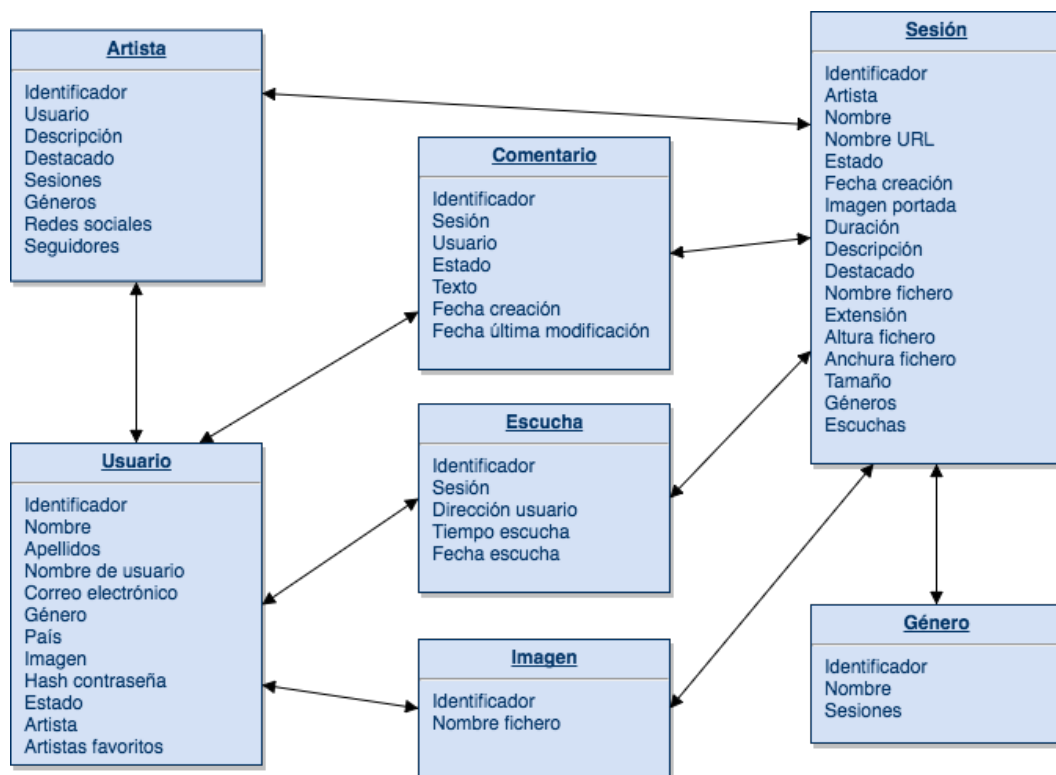 Artista
Identificador
Usuario
Descripción
Destacado
Sesiones
Géneros
Redes sociales
Seguidores
Comentario
Identificador
Sesión
Usuario
Estado
Texto
Fecha creación
Fecha última modificación
Sesión
Identificador
Artista
Nombre
Nombre URL
Estado
Fecha creación
Imagen portada
Duración
Descripción
Destacado
Nombre fichero
Extensión
Altura fichero
Anchura fichero
Tamaño
Géneros
Escuchas
Usuario
Identificador
Nombre
Apellidos
Nombre de usuario
Correo electrónico
Género
País
Imagen
Hash contraseña
Estado
Artista
Artistas favoritos
Escucha
Identificador
Sesión
Dirección usuario
Tiempo escucha
Fecha escucha
Imagen
Identificador
Nombre fichero
Género
Identificador
Nombre
Sesiones